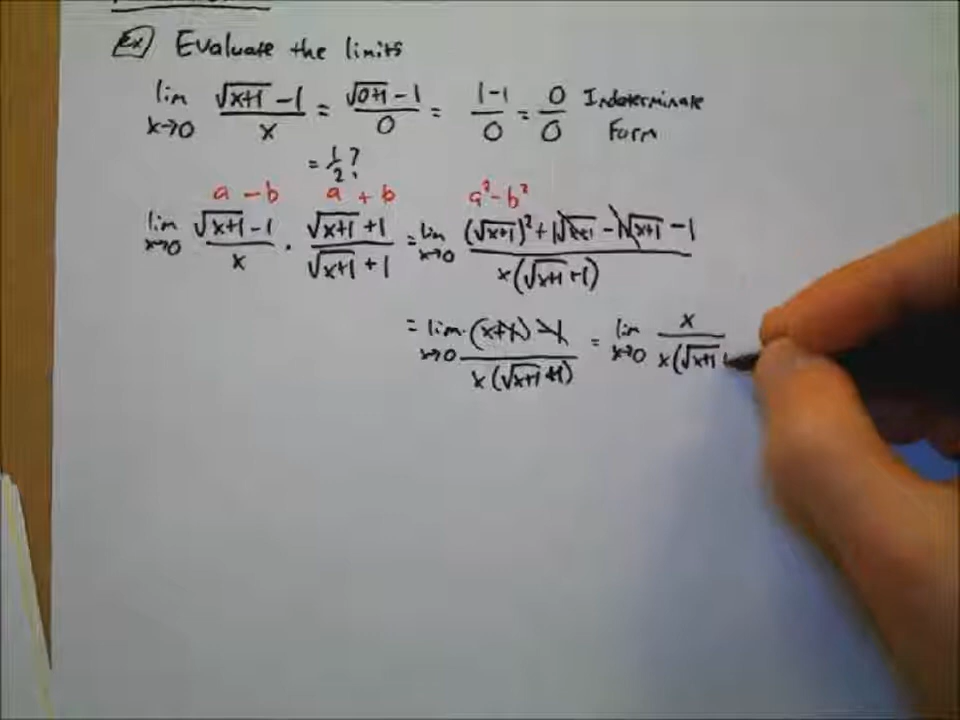 Ex Evaluate the limits
lim x→0 √(x+1) - 1 / x = √(0+1) - 1 / 0 = 1-1 / 0 = 0 / 0 Indeterminate Form
= 1/2 ?
a - b a + b a² - b²
lim x→0 √(x+1) - 1 / x · √(x+1) + 1 / √(x+1) + 1 = lim x→0 (√(x+1))² + 1√(x+1) - 1√(x+1) - 1 / x(√(x+1) + 1)
= lim x→0 (x+1) - 1 / x(√(x+1) + 1) = lim x→0 x / x(√(x+1)